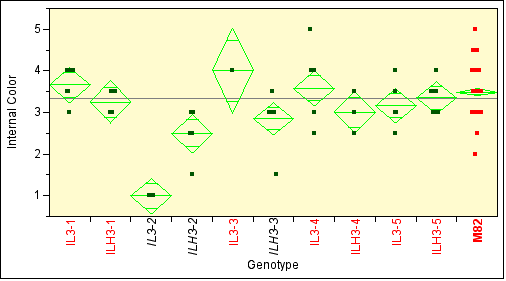 Internal Color
5
4
3
2
1
IL3-1
ILH3-1
IL3-2
ILH3-2
IL3-3
ILH3-3
IL3-4
ILH3-4
IL3-5
ILH3-5
M82
Genotype